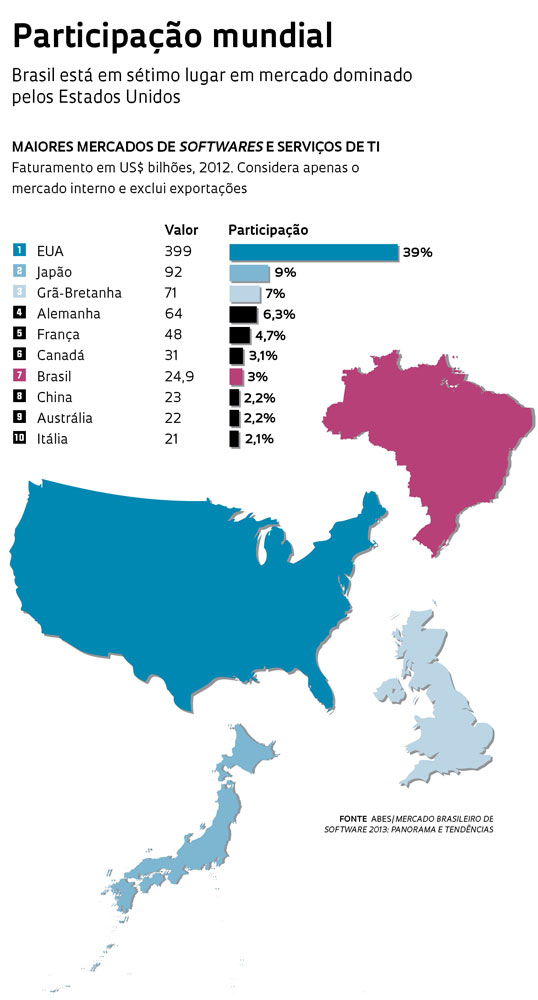 Participação mundial
Brasil está em sétimo lugar em mercado dominado
pelos Estados Unidos
MAIORES MERCADOS DE SOFTWARES E SERVIÇOS DE TI
Faturamento em US$ bilhões, 2012. Considera apenas o
mercado interno e exclui exportações
Valor Participação
1 EUA 399 39%
2 Japão 92 9%
3 Grã-Bretanha 71 7%
4 Alemanha 64 6,3%
5 França 48 4,7%
6 Canadá 31 3,1%
7 Brasil 24,9 3%
8 China 23 2,2%
9 Austrália 22 2,2%
10 Itália 21 2,1%
FONTE ABES/MERCADO BRASILEIRO DE
SOFTWARE 2013: PANORAMA E TENDÊNCIAS